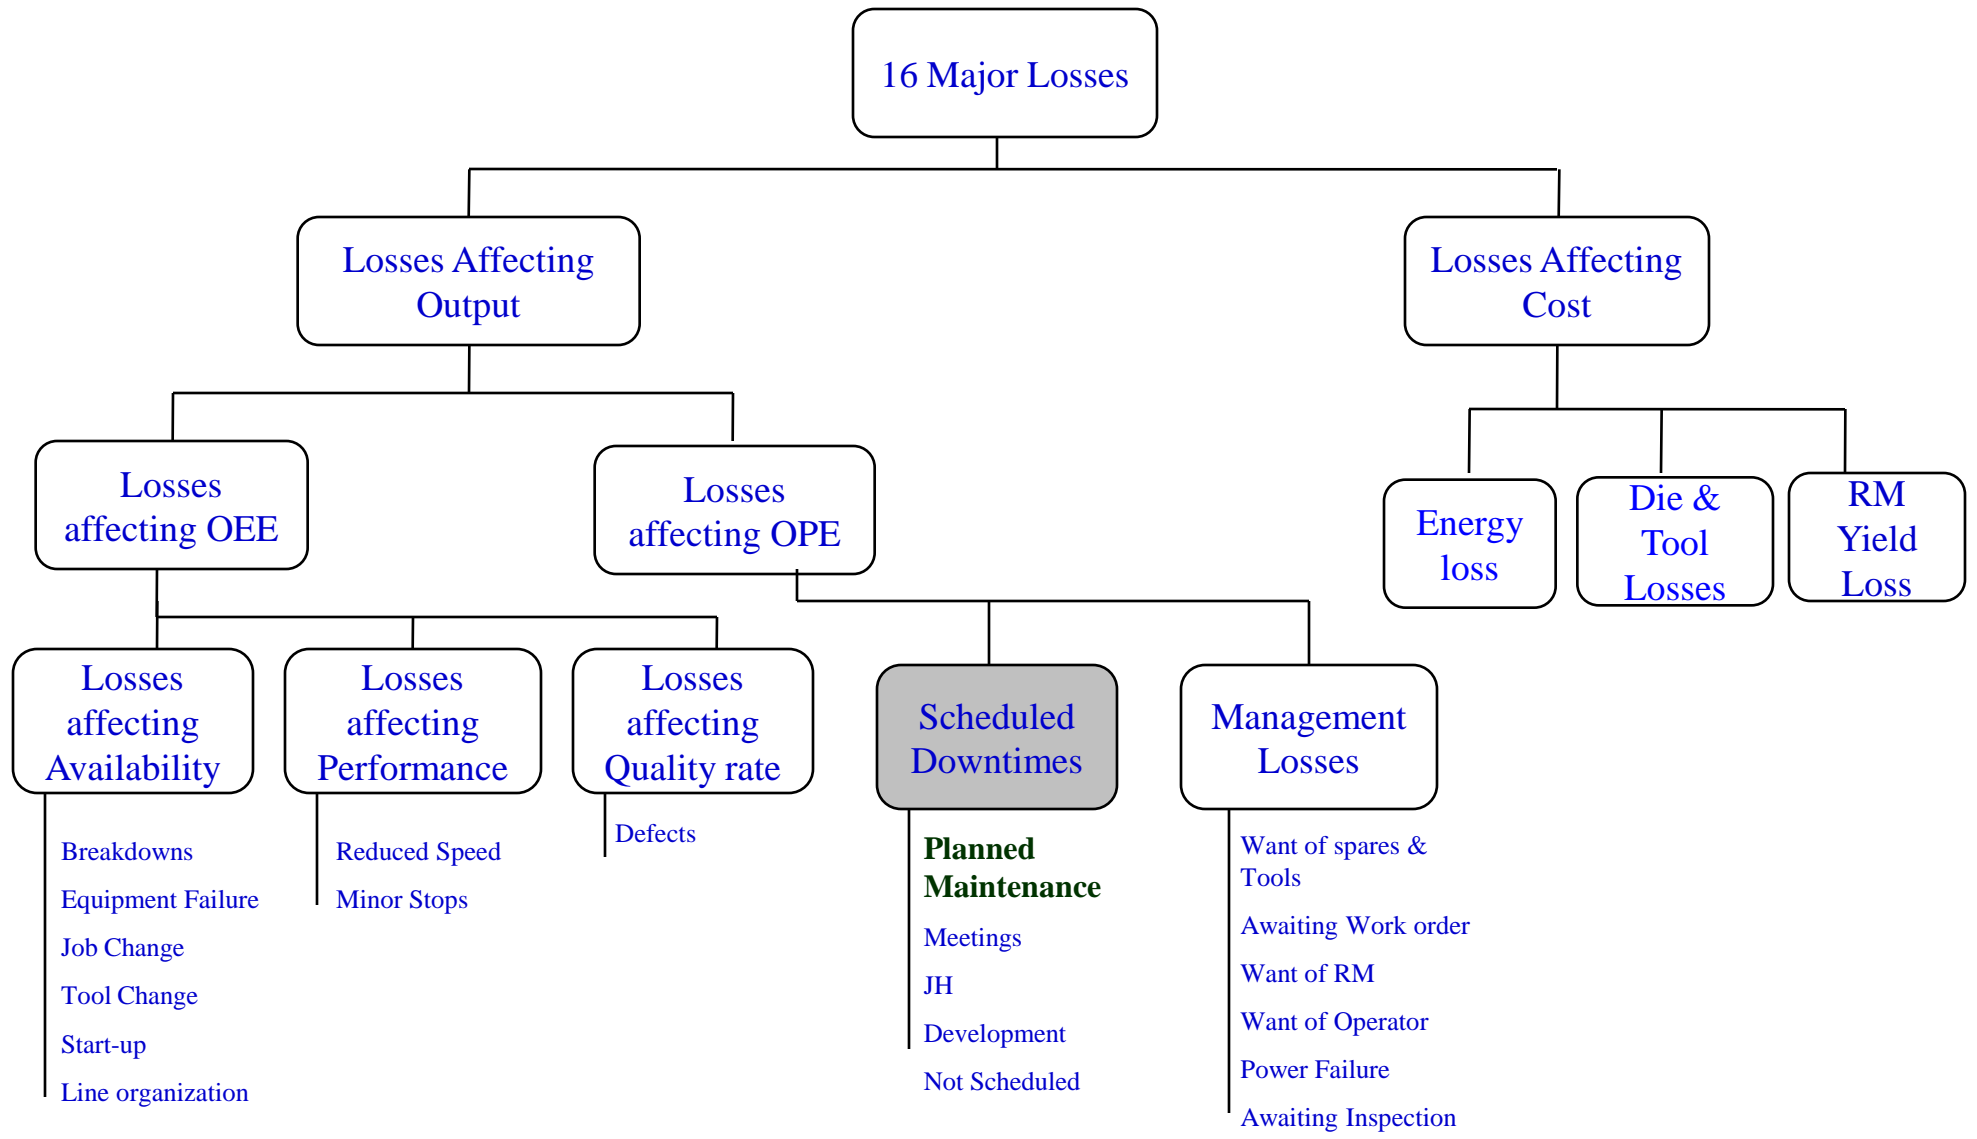 16 Major Losses
Losses Affecting
Output
Losses Affecting
Cost
Losses
affecting OEE
Losses
affecting OPE
Energy
loss
Die &
Tool
Losses
RM
Yield
Loss
Losses
affecting
Availability
Losses
affecting
Performance
Losses
affecting
Quality rate
Scheduled
Downtimes
Management
Losses
Breakdowns
Equipment Failure
Job Change
Tool Change
Start-up
Line organization
Reduced Speed
Minor Stops
Defects
Planned
Maintenance
Meetings
JH
Development
Not Scheduled
Want of spares &
Tools
Awaiting Work order
Want of RM
Want of Operator
Power Failure
Awaiting Inspection